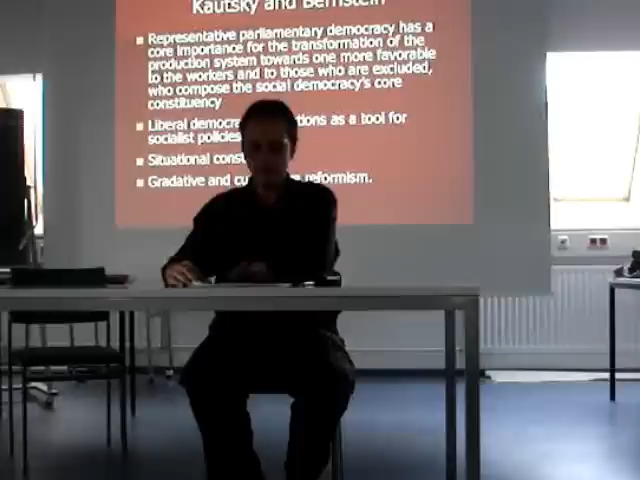 Kautsky and Bernstein
Representative parliamentary democracy has a
core importance for the transformation of the
production system towards one more favorable
to the workers and to those who are excluded,
who compose the social democracy's core
constituency
Liberal democra tions as a tool for
socialist policies
Situational cons
Gradative and cu reformism.